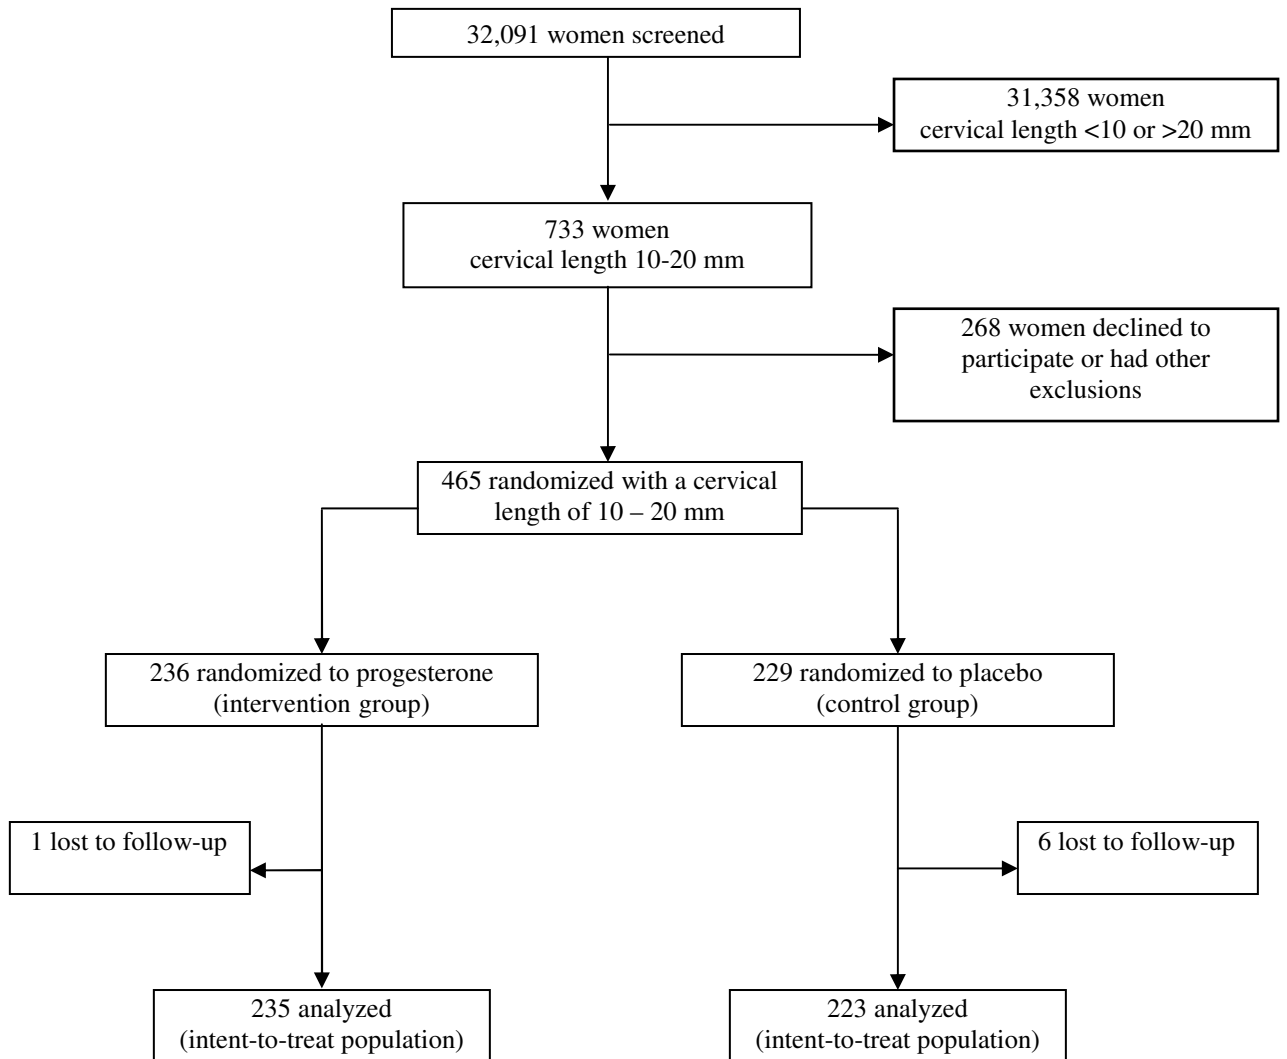 32,091 women screened
31,358 women
cervical length <10 or >20 mm
733 women
cervical length 10-20 mm
268 women declined to
participate or had other
exclusions
465 randomized with a cervical
length of 10 – 20 mm
236 randomized to progesterone
(intervention group)
229 randomized to placebo
(control group)
1 lost to follow-up
6 lost to follow-up
235 analyzed
(intent-to-treat population)
223 analyzed
(intent-to-treat population)